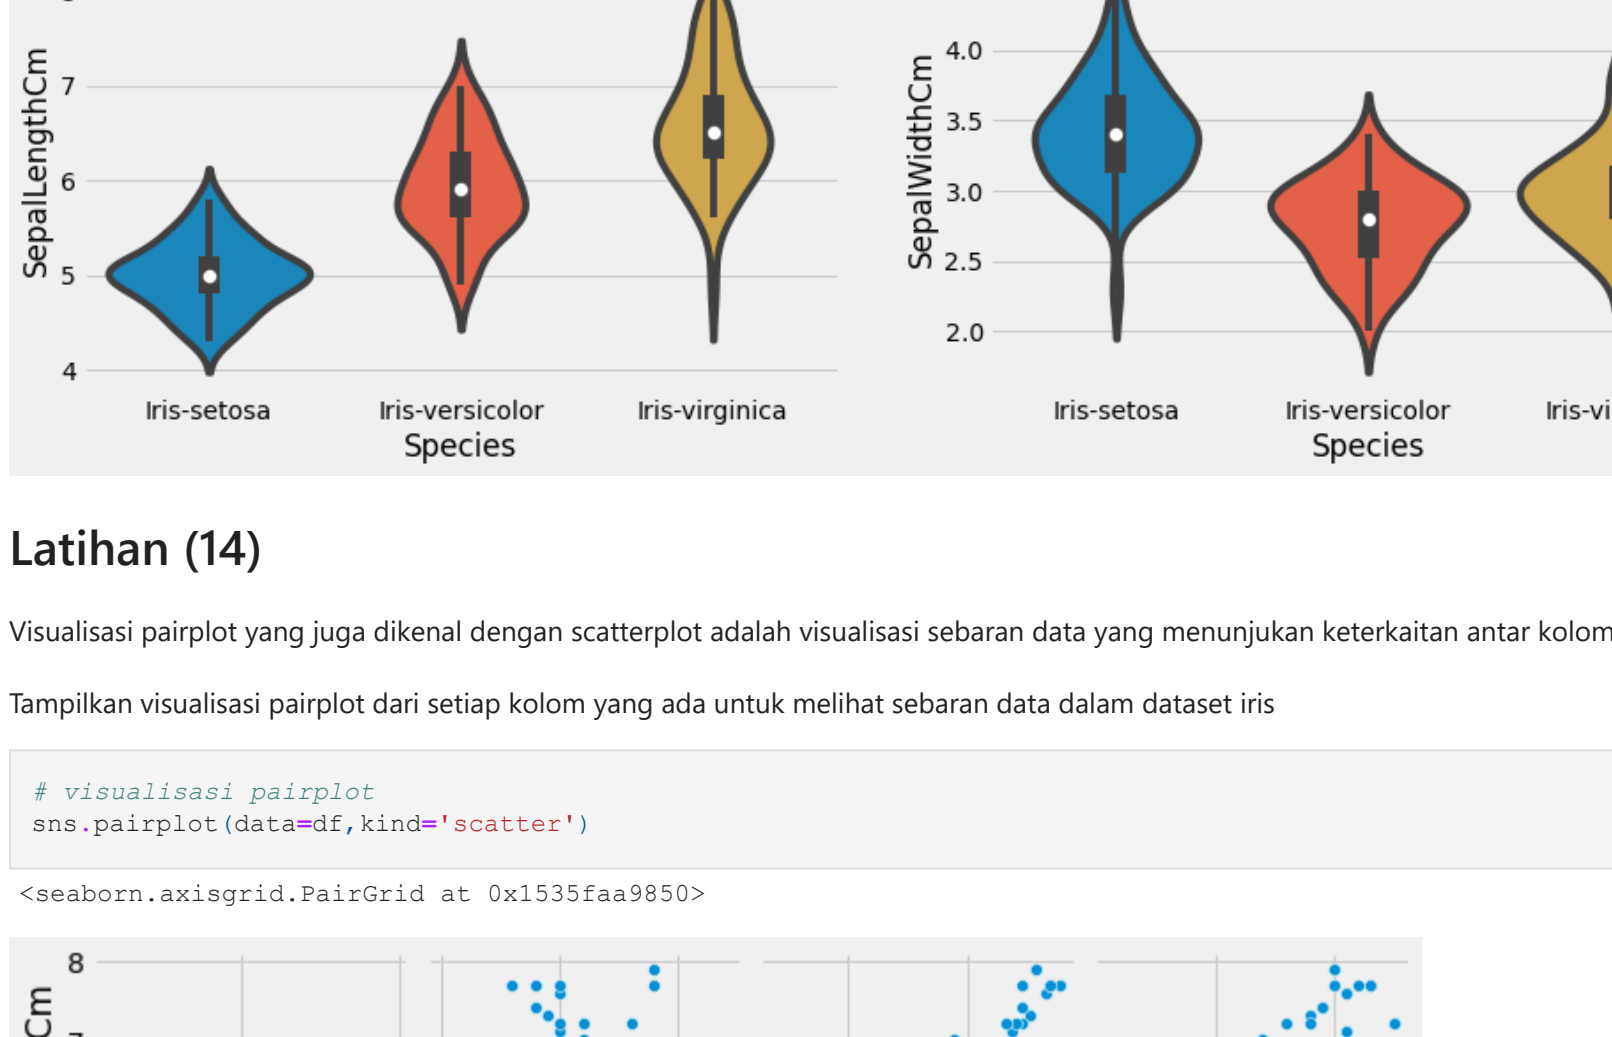 SepalLengthCm
7
6
5
4
Iris-setosa Iris-versicolor Iris-virginica
Species
SepalWidthCm
4.0
3.5
3.0
2.5
2.0
Iris-setosa Iris-versicolor Iris-vi
Species
Latihan (14)
Visualisasi pairplot yang juga dikenal dengan scatterplot adalah visualisasi sebaran data yang menunjukan keterkaitan antar kolom
Tampilkan visualisasi pairplot dari setiap kolom yang ada untuk melihat sebaran data dalam dataset iris
# visualisasi pairplot
sns.pairplot(data=df,kind='scatter')
<seaborn.axisgrid.PairGrid at 0x1535faa9850>
8
Cm